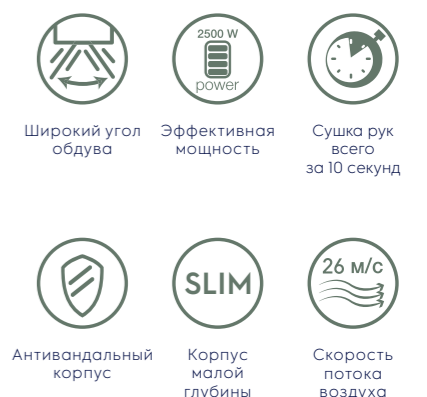 2500 W
power
Широкий угол
обдува
Эффективная
мощность
Сушка рук
всего
за 10 секунд
SLIM
26 м/с
Антивандальный
корпус
Корпус
малой
глубины
Скорость
потока
воздуха